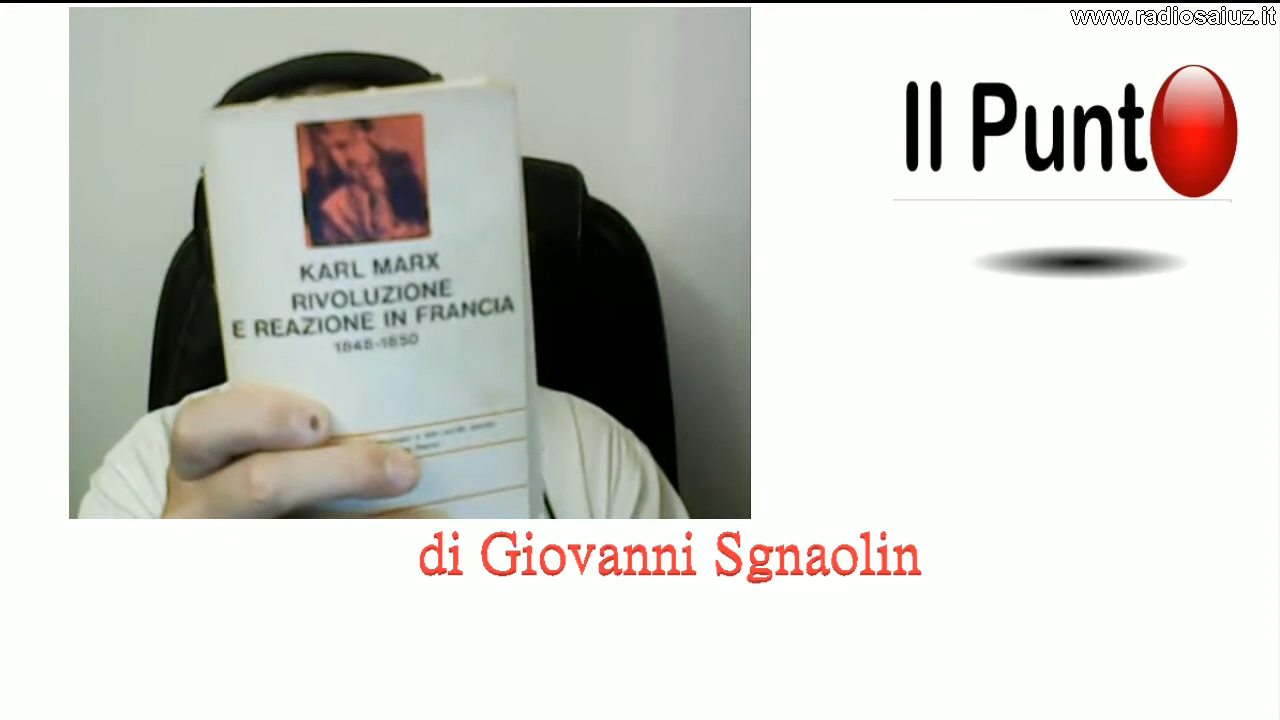 www.radiosaiuz.it
Il Punto
KARL MARX
RIVOLUZIONE
E REAZIONE IN FRANCIA
1848-1850
di Giovanni Sgnaolin